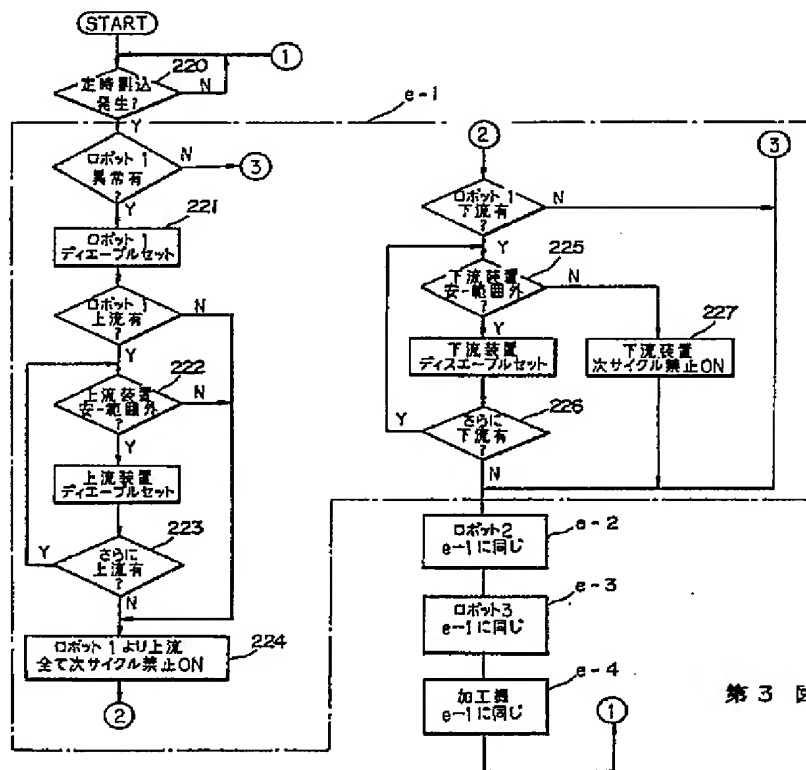 START
①
220
定時割込
発生?
N
Y
e-1
ロボット1
異常有
?
N
③
Y
221
ロボット1
ディエーブルセット
ロボット1
上流有
?
N
Y
222
上流装置
安一範囲外
?
N
Y
上流装置
ディエーブルセット
223
さらに
上流有
?
Y
N
224
ロボット1より上流
全て次サイクル禁止ON
②
②
③
ロボット1
下流有
?
N
Y
225
下流装置
安一範囲外
?
N
Y
227
下流装置
ディスエーブルセット
下流装置
次サイクル禁止ON
226
さらに
下流有
?
Y
N
ロボット2
e-1に同じ
e-2
ロボット3
e-1に同じ
e-3
加工機
e-1に同じ
e-4
①
第3図